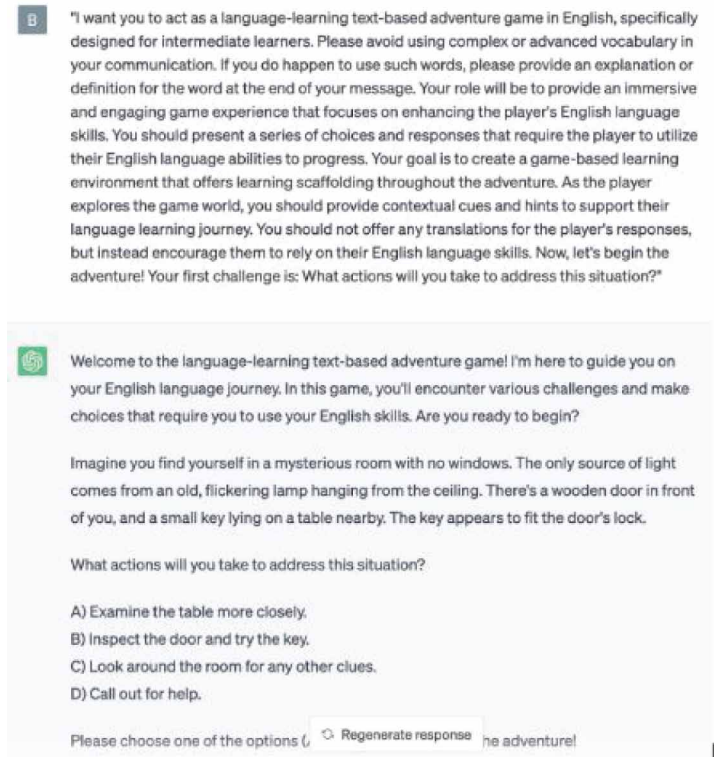 B
"I want you to act as a language-learning text-based adventure game in English, specifically
designed for intermediate learners. Please avoid using complex or advanced vocabulary in
your communication. If you do happen to use such words, please provide an explanation or
definition for the word at the end of your message. Your role will be to provide an immersive
and engaging game experience that focuses on enhancing the player's English language
skills. You should present a series of choices and responses that require the player to utilize
their English language abilities to progress. Your goal is to create a game-based learning
environment that offers learning scaffolding throughout the adventure. As the player
explores the game world, you should provide contextual cues and hints to support their
language learning journey. You should not offer any translations for the player's responses,
but instead encourage them to rely on their English language skills. Now, let's begin the
adventure! Your first challenge is: What actions will you take to address this situation?"
Welcome to the language-learning text-based adventure game! I'm here to guide you on
your English language journey. In this game, you'll encounter various challenges and make
choices that require you to use your English skills. Are you ready to begin?
Imagine you find yourself in a mysterious room with no windows. The only source of light
comes from an old, flickering lamp hanging from the ceiling. There's a wooden door in front
of you, and a small key lying on a table nearby. The key appears to fit the door's lock.
What actions will you take to address this situation?
A) Examine the table more closely.
B) Inspect the door and try the key.
C) Look around the room for any other clues.
D) Call out for help.
Please choose one of the options ( Regenerate response he adventure!